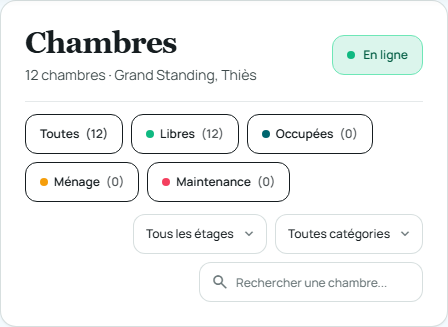 Chambres
12 chambres · Grand Standing, Thiès
En ligne
Toutes (12)
Libres (12)
Occupées (0)
Ménage (0)
Maintenance (0)
Tous les étages
Toutes catégories
Rechercher une chambre...